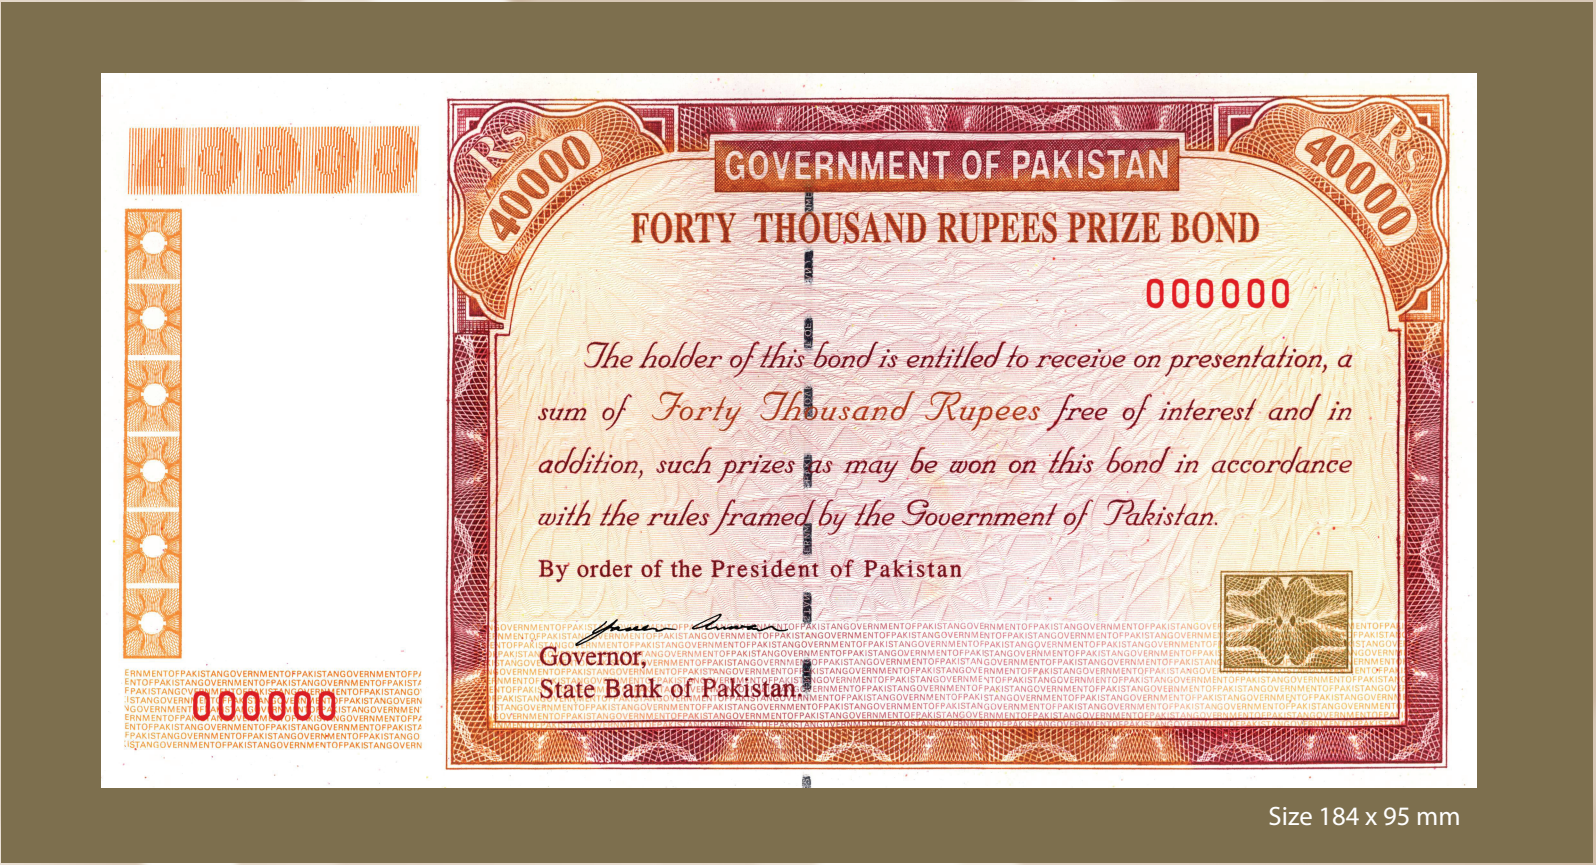 40000
Rs
40000
GOVERNMENT OF PAKISTAN
Rs
40000
FORTY THOUSAND RUPEES PRIZE BOND
000000
The holder of this bond is entitled to receive on presentation, a
sum of Forty Thousand Rupees free of interest and in
addition, such prizes as may be won on this bond in accordance
with the rules framed by the Government of Pakistan.
By order of the President of Pakistan
Governor,
State Bank of Pakistan.
000000
Size 184 x 95 mm